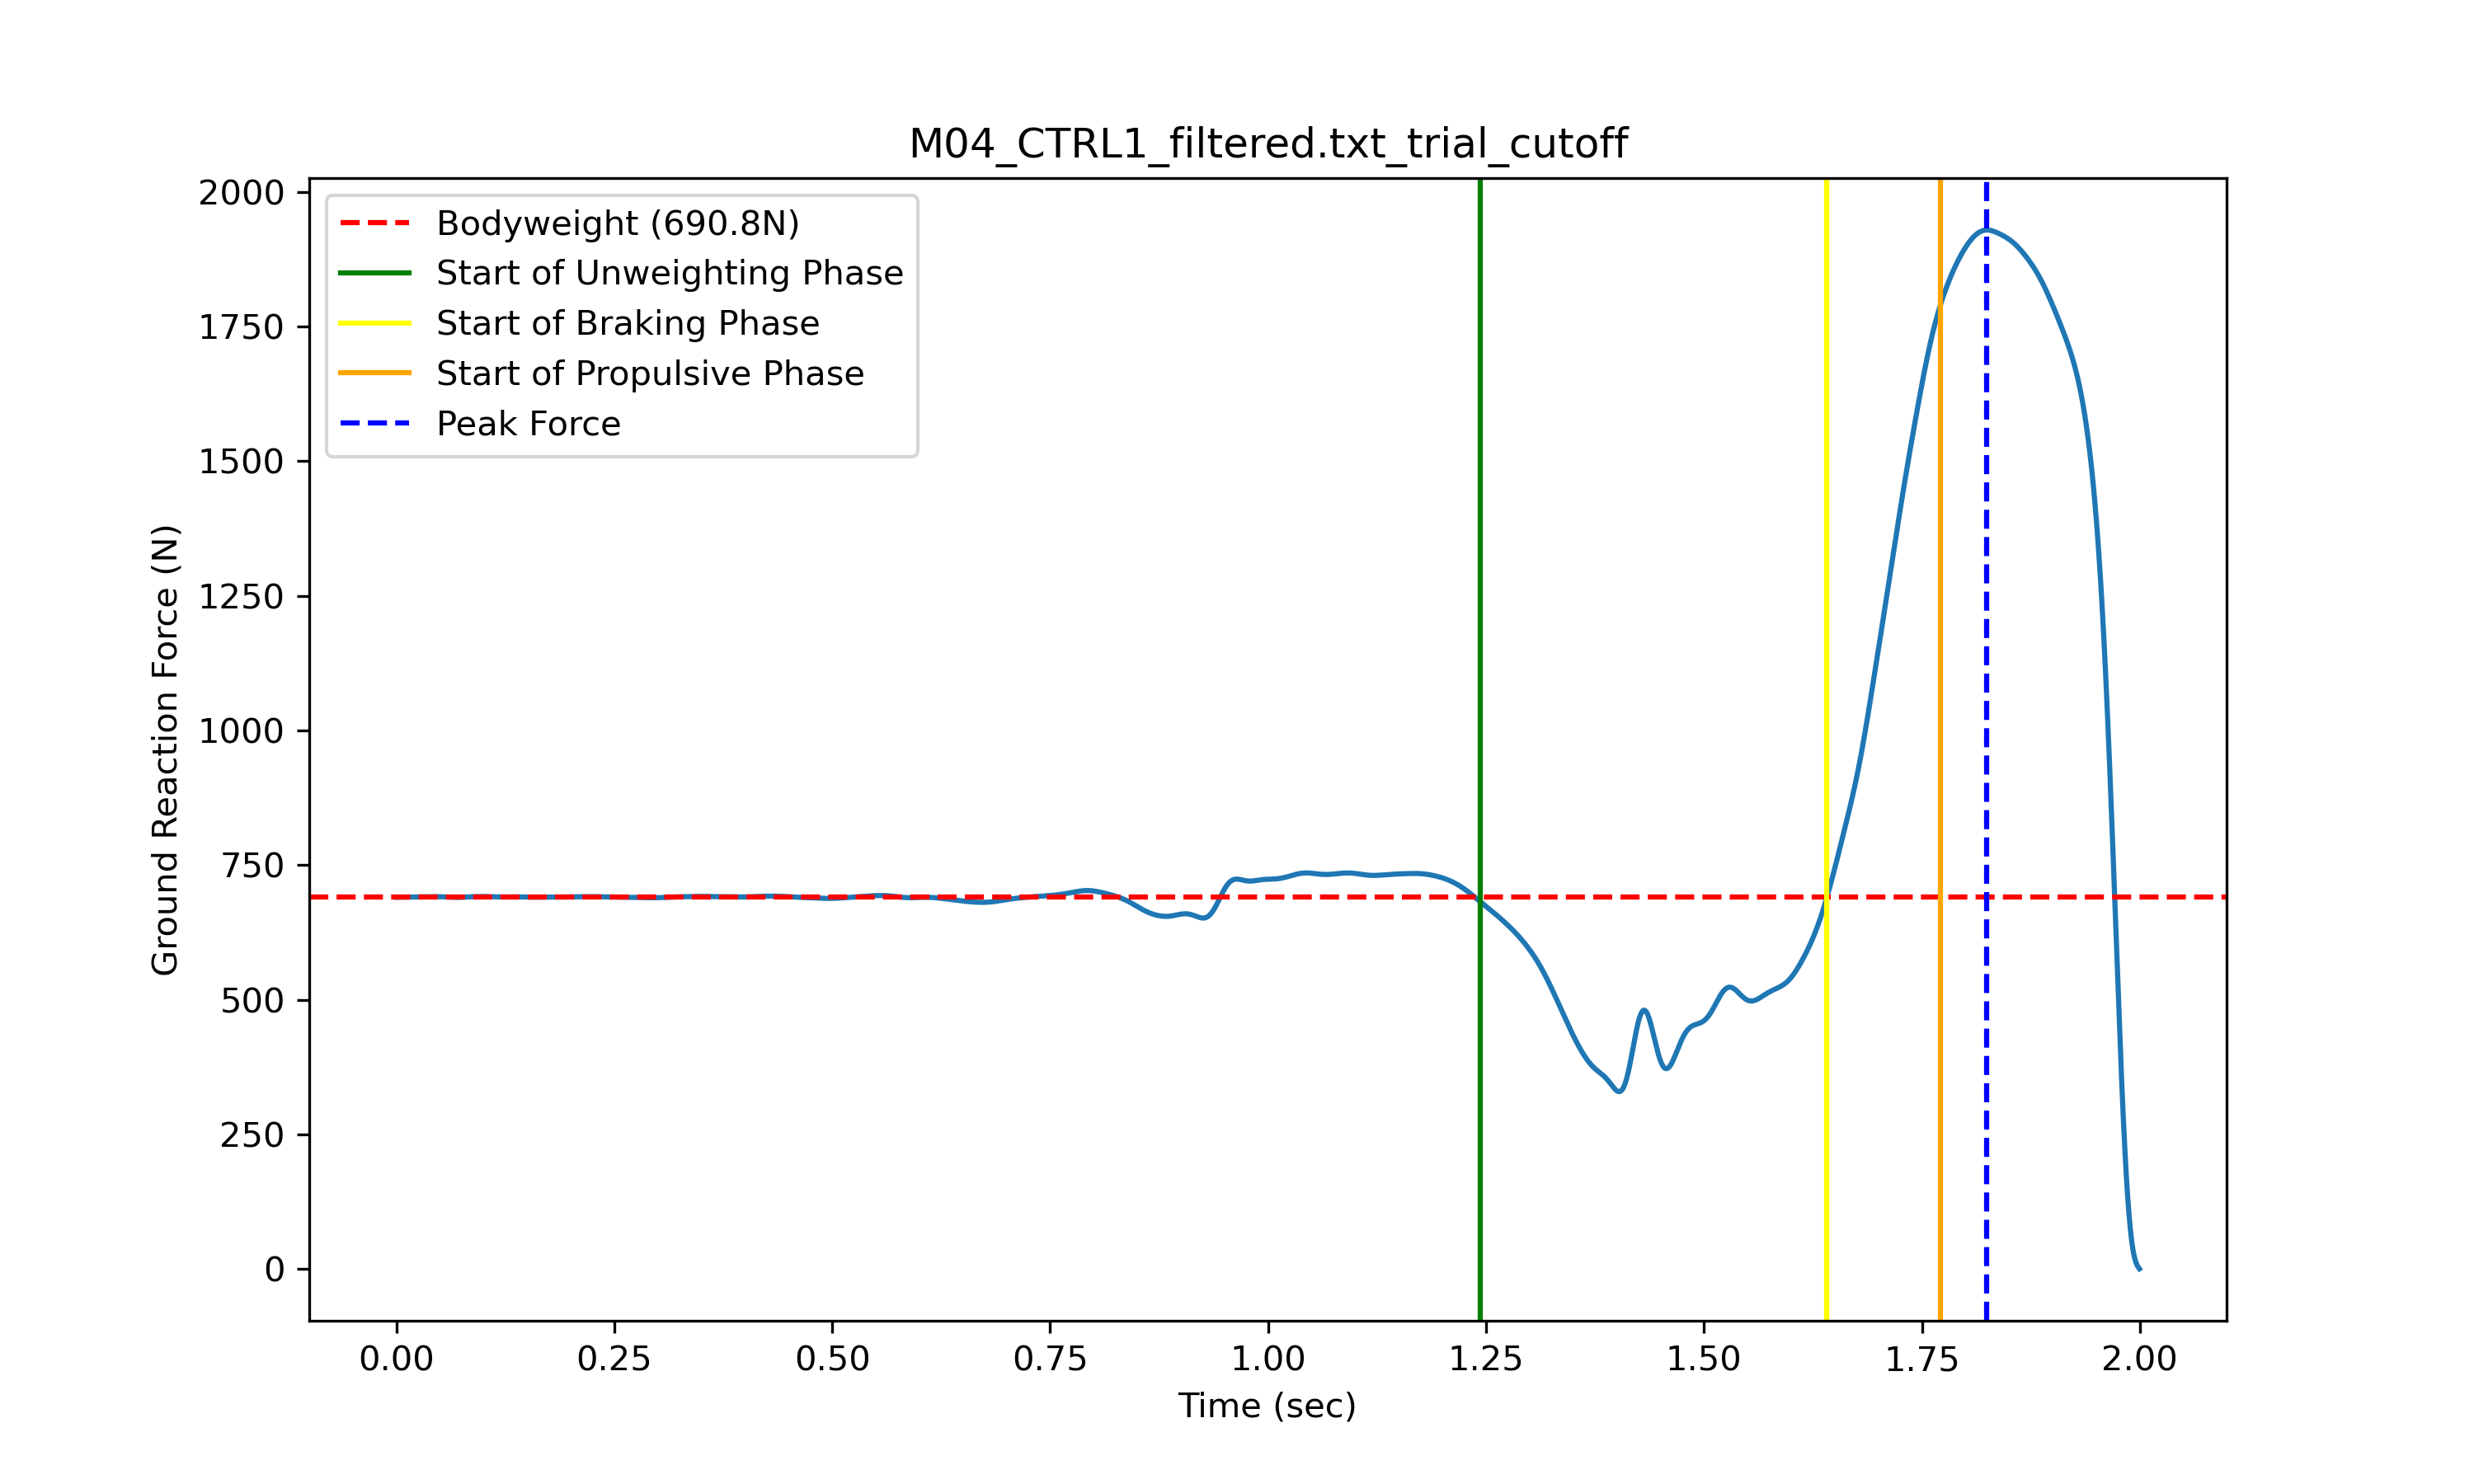 M04_CTRL1_filtered.txt_trial_cutoff
Bodyweight (690.8N)
Start of Unweighting Phase
Start of Braking Phase
Start of Propulsive Phase
Peak Force
Ground Reaction Force (N)
2000
1750
1500
1250
1000
750
500
250
0
0.00 0.25 0.50 0.75 1.00 1.25 1.50 1.75 2.00
Time (sec)